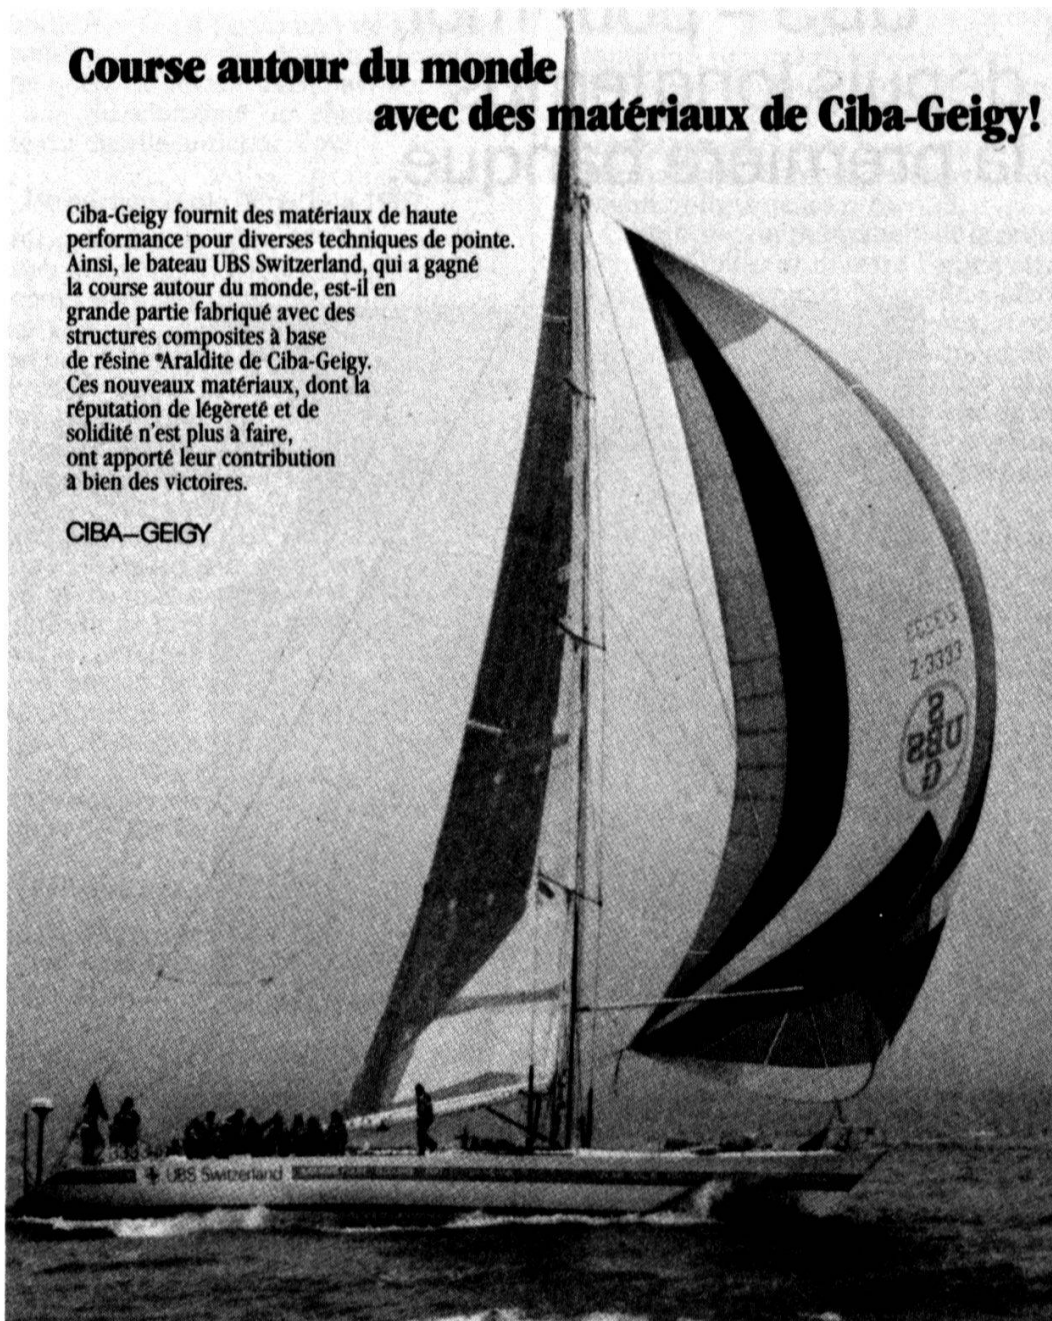 Course autour du monde
avec des matériaux de Ciba-Geigy!
Ciba-Geigy fournit des matériaux de haute
performance pour diverses techniques de pointe.
Ainsi, le bateau UBS Switzerland, qui a gagné
la course autour du monde, est-il en
grande partie fabriqué avec des
structures composites à base
de résine ®Araldite de Ciba-Geigy.
Ces nouveaux matériaux, dont la
réputation de légèreté et de
solidité n'est plus à faire,
ont apporté leur contribution
à bien des victoires.
CIBA–GEIGY
Z-3333
Z-3333
S
UBS
G
UBS Switzerland
la première banque.